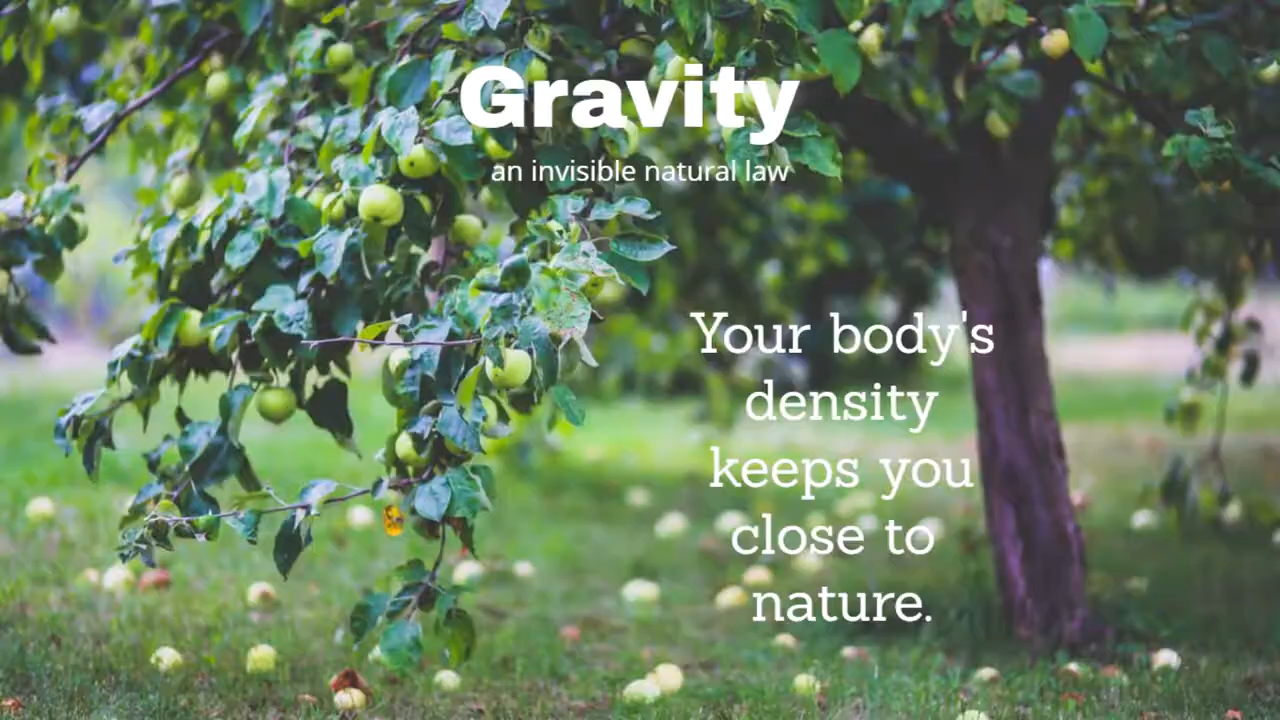 Gravity
an invisible natural law
Your body's
density
keeps you
close to
nature.